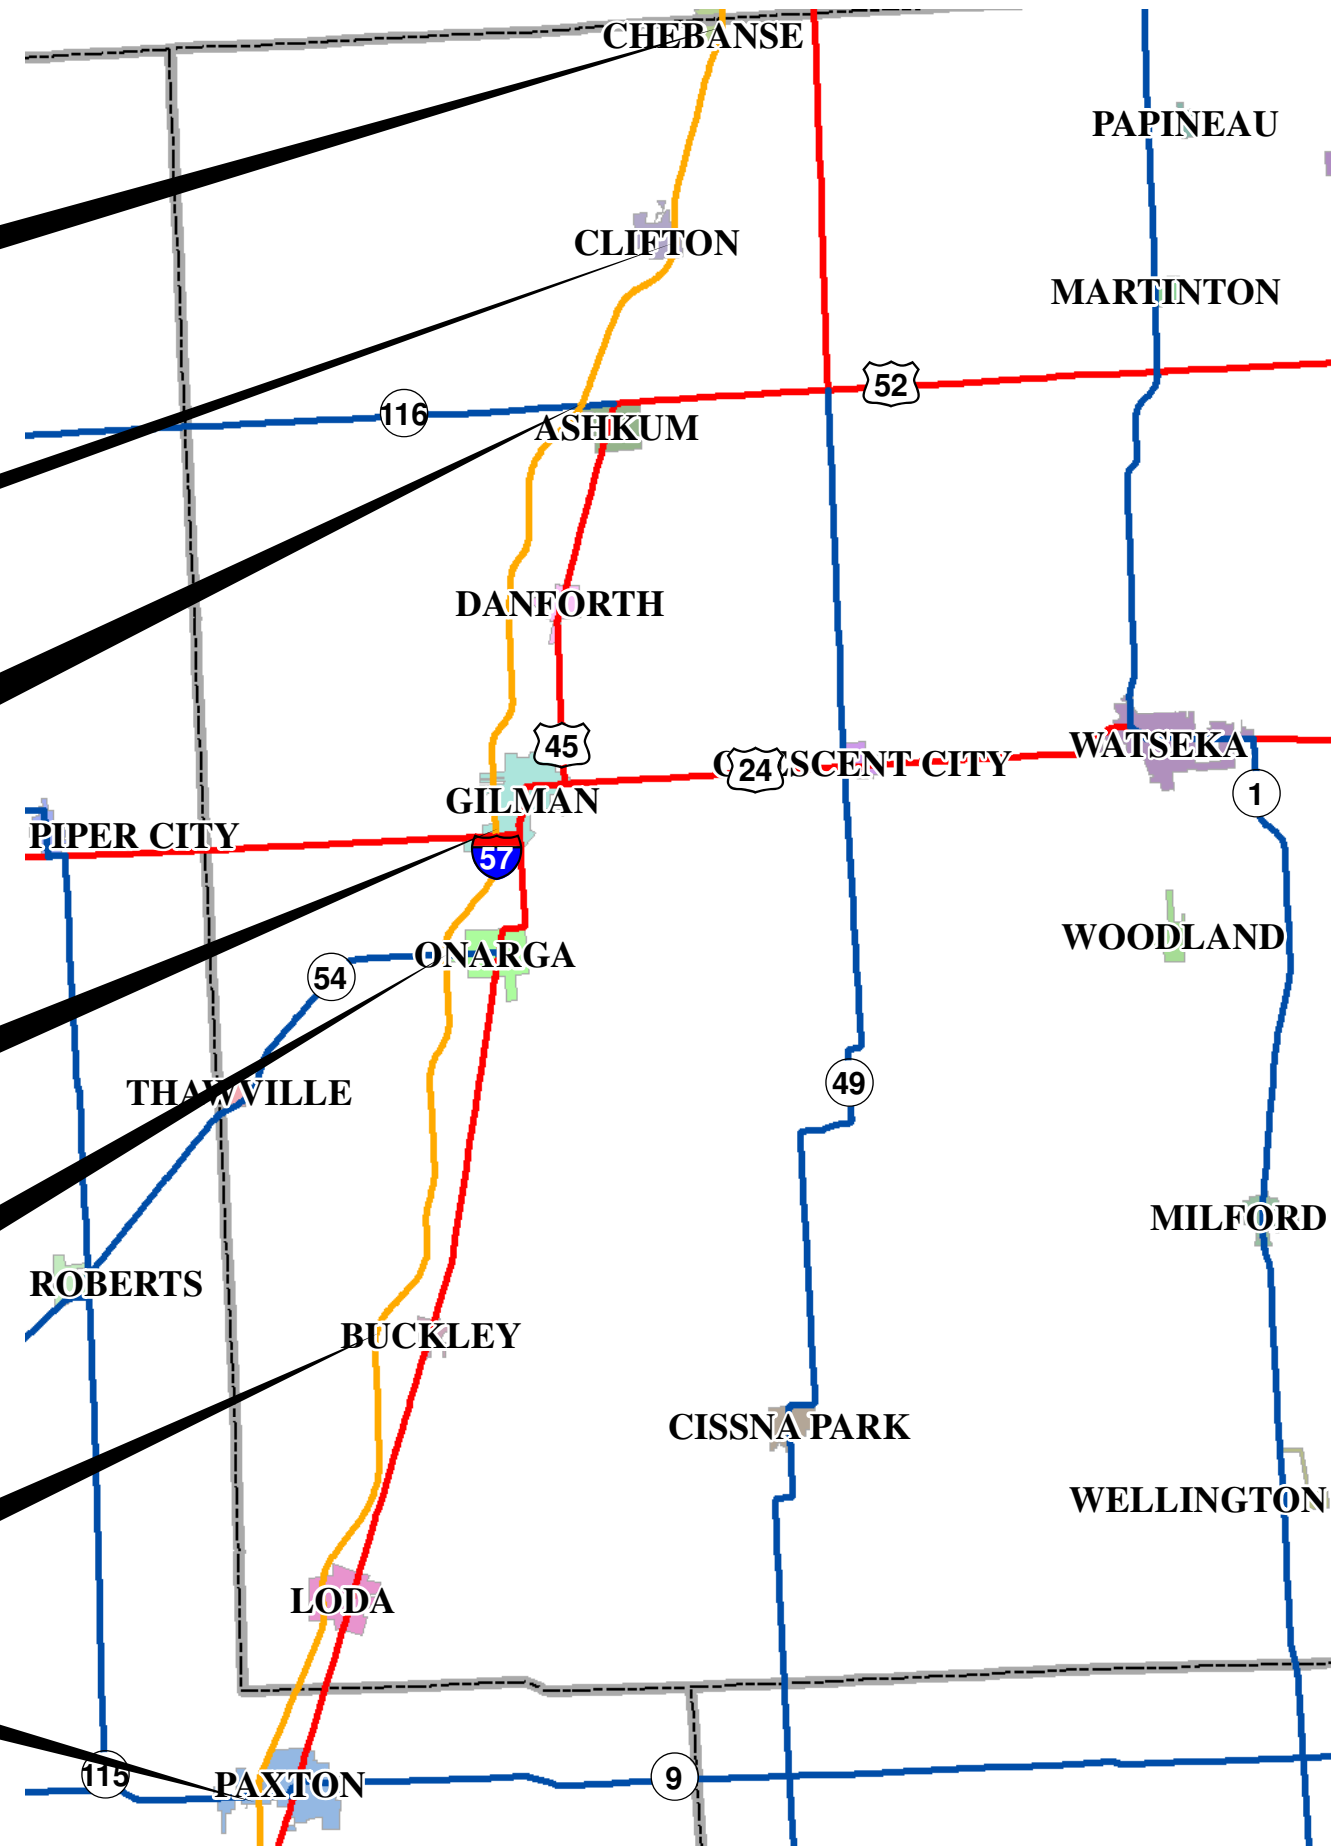 CHEBANSE
PAPINEAU
CLIFTON
MARTINTON
52
116
ASHKUM
DANFORTH
45
WATSEKA
C
24
SCENT CITY
1
GILMAN
PIPER CITY
57
WOODLAND
ONARGA
54
49
THAWVILLE
MILFORD
ROBERTS
BUCKLEY
CISSNA PARK
WELLINGTON
LODA
115
9
PAXTON